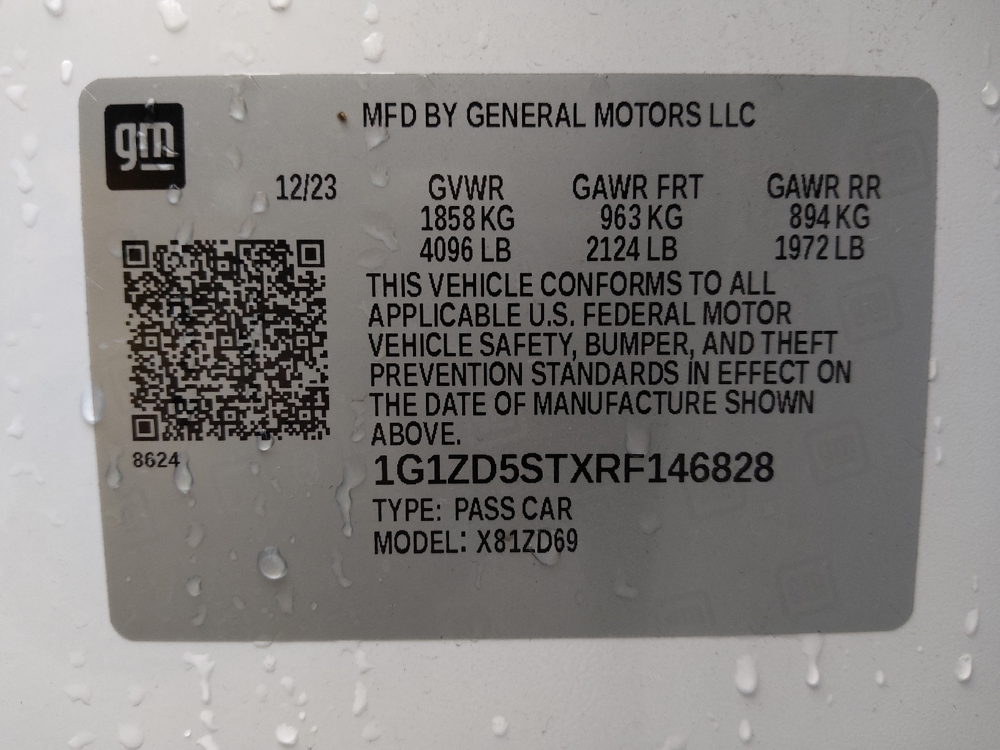 gm
MFD BY GENERAL MOTORS LLC
12/23 GVWR GAWR FRT GAWR RR
1858 KG 963 KG 894 KG
4096 LB 2124 LB 1972 LB
THIS VEHICLE CONFORMS TO ALL
APPLICABLE U.S. FEDERAL MOTOR
VEHICLE SAFETY, BUMPER, AND THEFT
PREVENTION STANDARDS IN EFFECT ON
THE DATE OF MANUFACTURE SHOWN
ABOVE.
8624
1G1ZD5STXRF146828
TYPE: PASS CAR
MODEL: X81ZD69